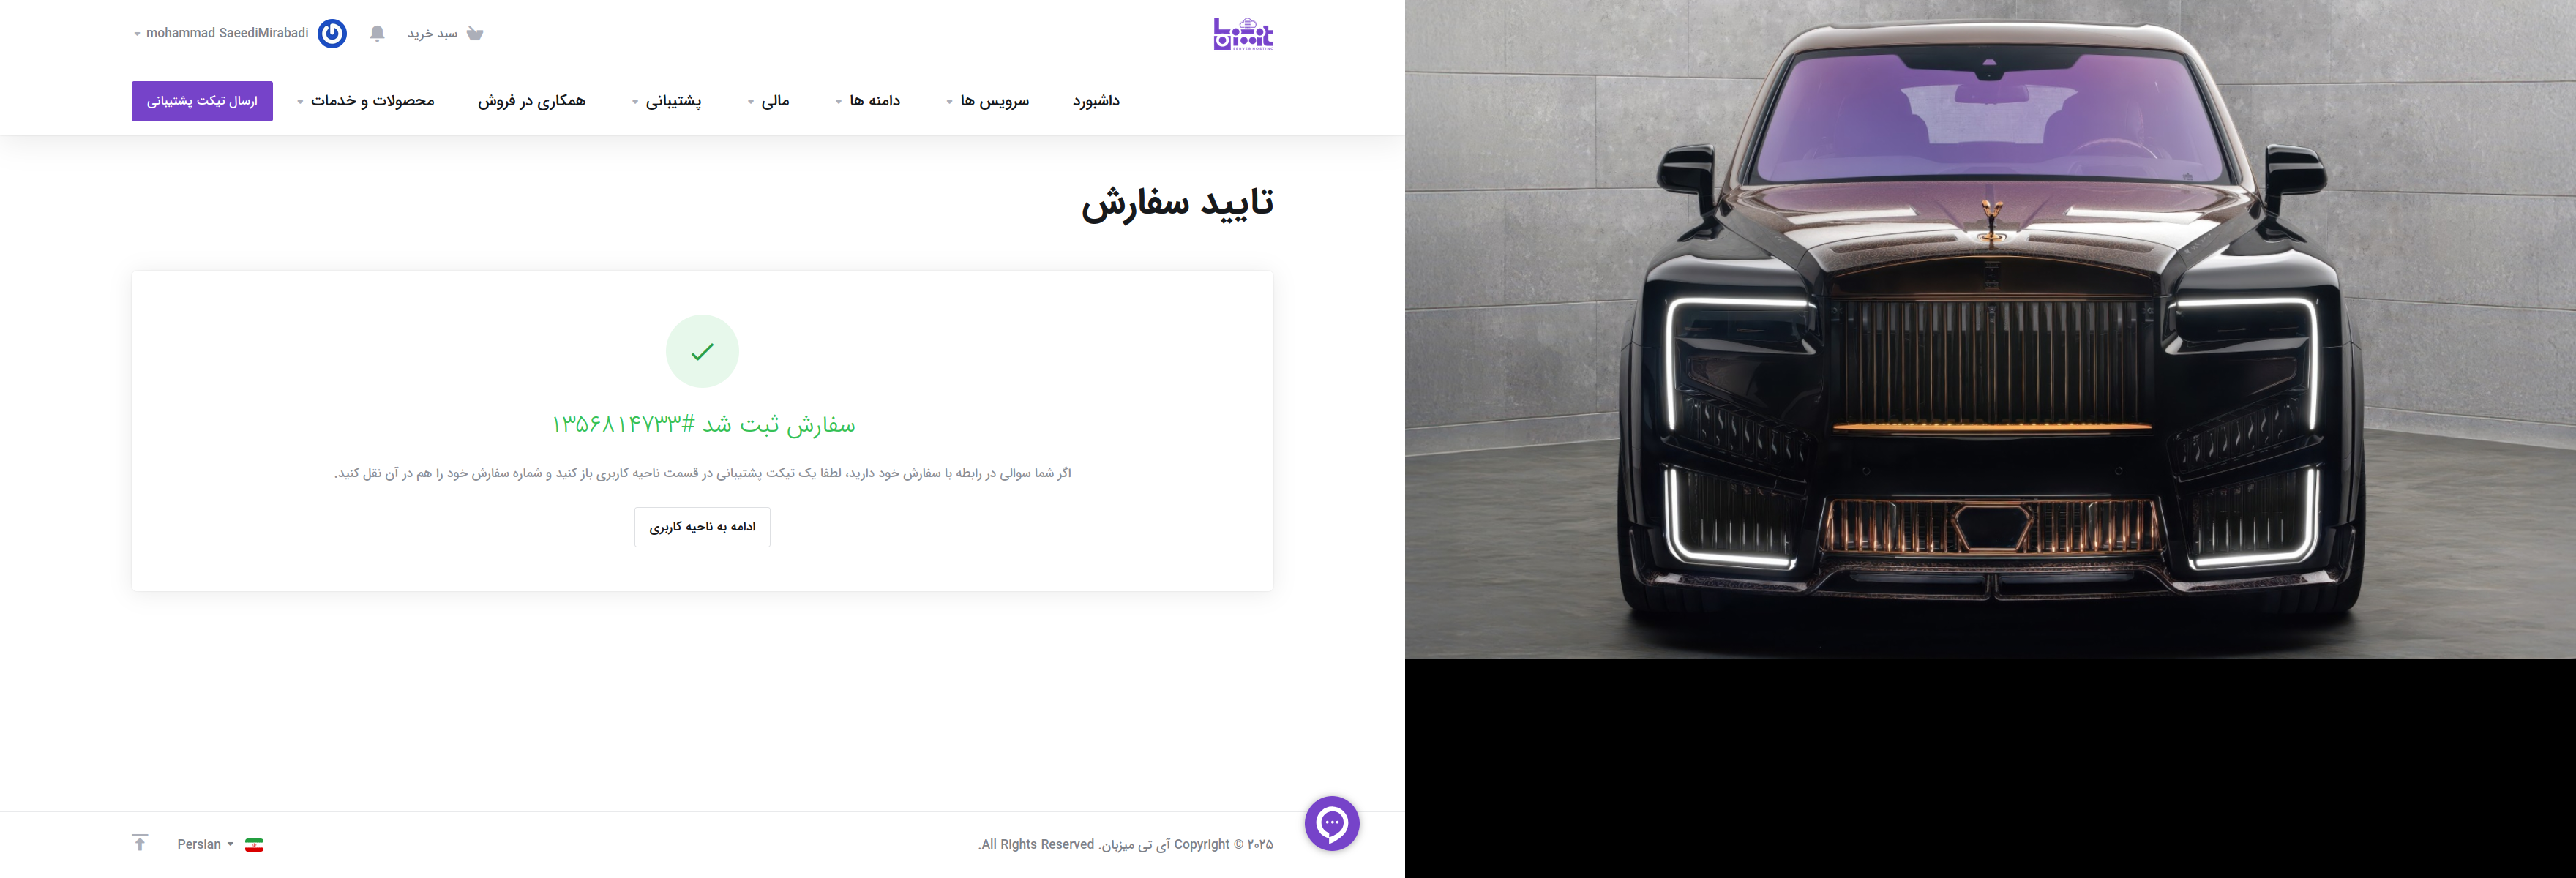 سبد خرید
mohammad SaeediMirabadi
داشبورد
سرویس ها
دامنه ها
مالی
پشتیبانی
همکاری در فروش
محصولات و خدمات
ارسال تیکت پشتیبانی
تایید سفارش
سفارش ثبت شد #۱۳۵۶۸۱۴۷۳۳
اگر شما سوالی در رابطه با سفارش خود دارید، لطفا یک تیکت پشتیبانی در قسمت ناحیه کاربری باز کنید و شماره سفارش خود را هم در آن نقل کنید.
ادامه به ناحیه کاربری
Copyright © ۲۰۲۵ آی تی میزبان. All Rights Reserved.
Persian